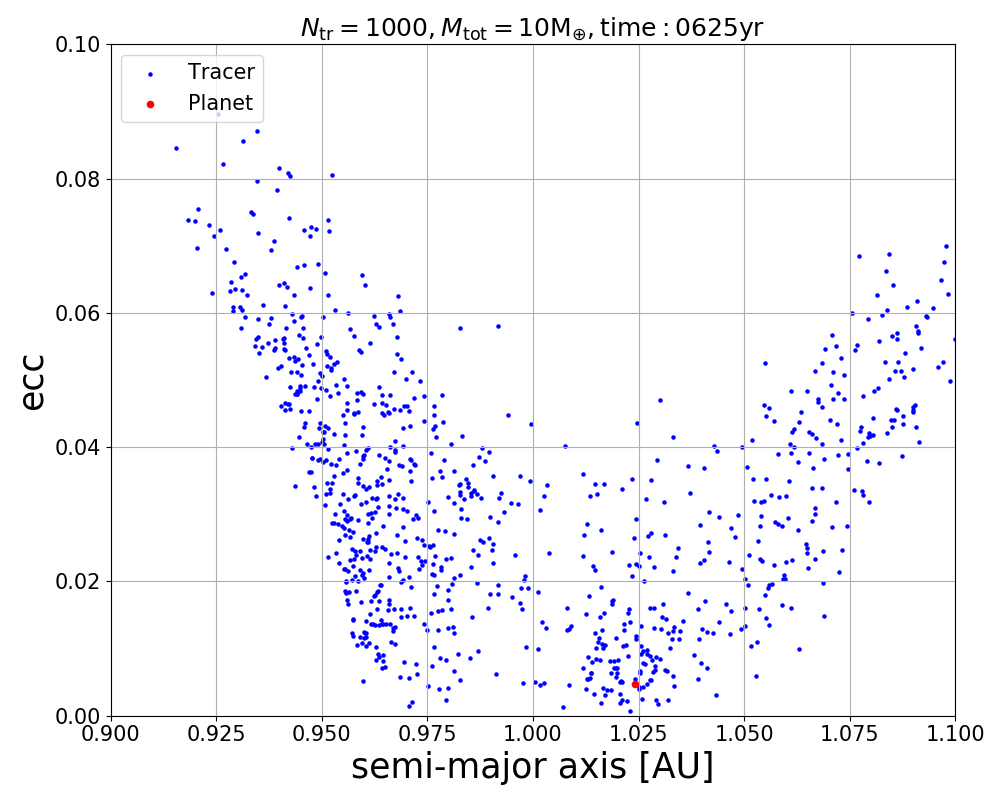 N_tr = 1000, M_tot = 10M_⊕, time : 0625yr
Tracer
Planet
ecc
0.10
0.08
0.06
0.04
0.02
0.00
0.900 0.925 0.950 0.975 1.000 1.025 1.050 1.075 1.100
semi-major axis [AU]